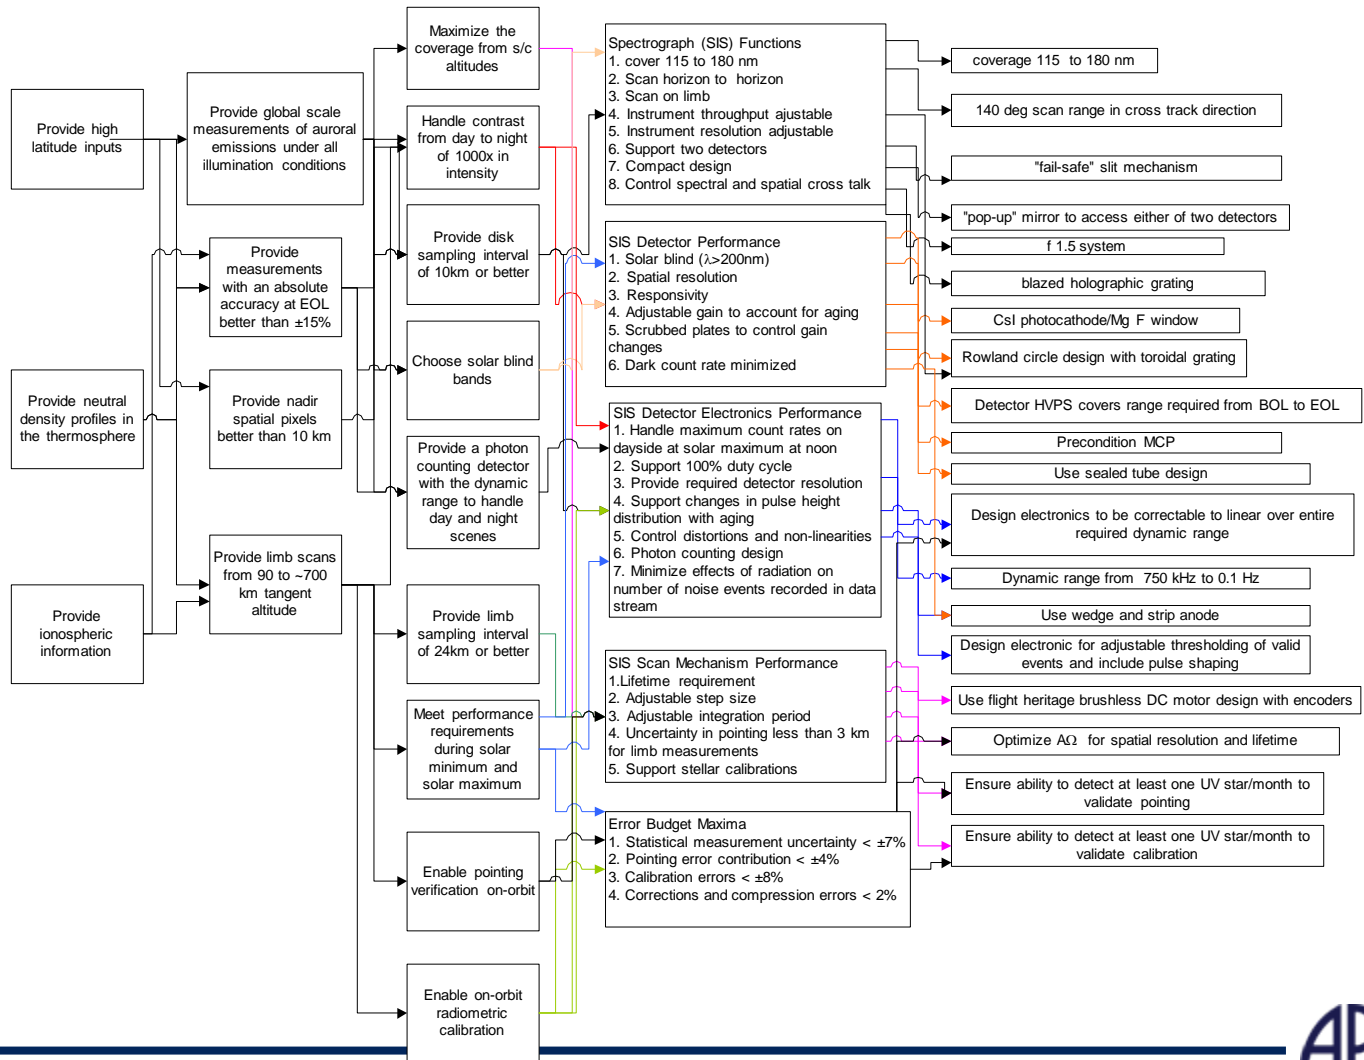 Provide high
latitude inputs
Provide neutral
density profiles in
the thermosphere
Provide
ionospheric
information
Provide global scale
measurements of auroral
emissions under all
illumination conditions
Provide
measurements
with an absolute
accuracy at EOL
better than ±15%
Provide nadir
spatial pixels
better than 10 km
Provide limb scans
from 90 to ~700
km tangent
altitude
Maximize the
coverage from s/c
altitudes
Handle contrast
from day to night
of 1000x in
intensity
Provide disk
sampling interval
of 10km or better
Choose solar blind
bands
Provide a photon
counting detector
with the dynamic
range to handle
day and night
scenes
Provide limb
sampling interval
of 24km or better
Meet performance
requirements
during solar
minimum and
solar maximum
Enable pointing
verification on-orbit
Enable on-orbit
radiometric
calibration
Spectrograph (SIS) Functions
1. cover 115 to 180 nm
2. Scan horizon to horizon
3. Scan on limb
4. Instrument throughput ajustable
5. Instrument resolution adjustable
6. Support two detectors
7. Compact design
8. Control spectral and spatial cross talk
SIS Detector Performance
1. Solar blind (λ>200nm)
2. Spatial resolution
3. Responsivity
4. Adjustable gain to account for aging
5. Scrubbed plates to control gain
changes
6. Dark count rate minimized
SIS Detector Electronics Performance
1. Handle maximum count rates on
dayside at solar maximum at noon
2. Support 100% duty cycle
3. Provide required detector resolution
4. Support changes in pulse height
distribution with aging
5. Control distortions and non-linearities
6. Photon counting design
7. Minimize effects of radiation on
number of noise events recorded in data
stream
SIS Scan Mechanism Performance
1.Lifetime requirement
2. Adjustable step size
3. Adjustable integration period
4. Uncertainty in pointing less than 3 km
for limb measurements
5. Support stellar calibrations
Error Budget Maxima
1. Statistical measurement uncertainty < ±7%
2. Pointing error contribution < ±4%
3. Calibration errors < ±8%
4. Corrections and compression errors < 2%
coverage 115 to 180 nm
140 deg scan range in cross track direction
"fail-safe" slit mechanism
"pop-up" mirror to access either of two detectors
f 1.5 system
blazed holographic grating
CsI photocathode/Mg F window
Rowland circle design with toroidal grating
Detector HVPS covers range required from BOL to EOL
Precondition MCP
Use sealed tube design
Design electronics to be correctable to linear over entire
required dynamic range
Dynamic range from 750 kHz to 0.1 Hz
Use wedge and strip anode
Design electronic for adjustable thresholding of valid
events and include pulse shaping
Use flight heritage brushless DC motor design with encoders
Optimize AΩ for spatial resolution and lifetime
Ensure ability to detect at least one UV star/month to
validate pointing
Ensure ability to detect at least one UV star/month to
validate calibration